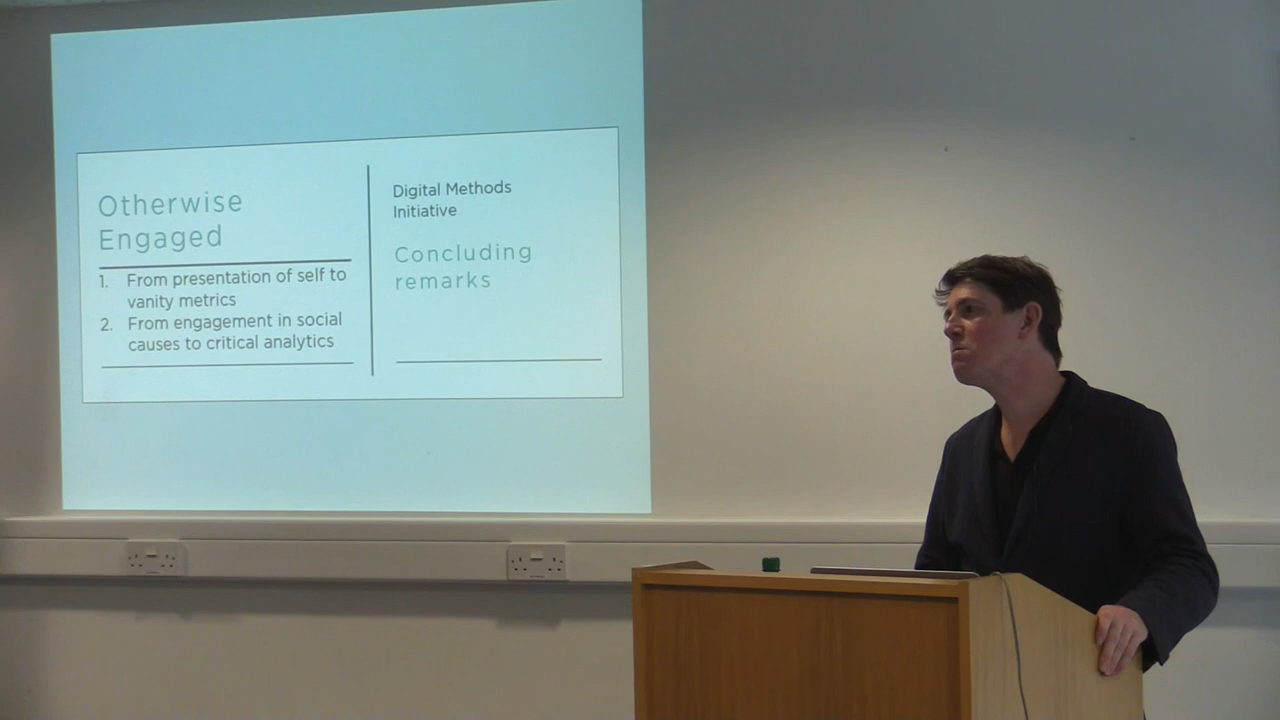 Otherwise
Engaged
1. From presentation of self to
vanity metrics
2. From engagement in social
causes to critical analytics
Digital Methods
Initiative
Concluding
remarks